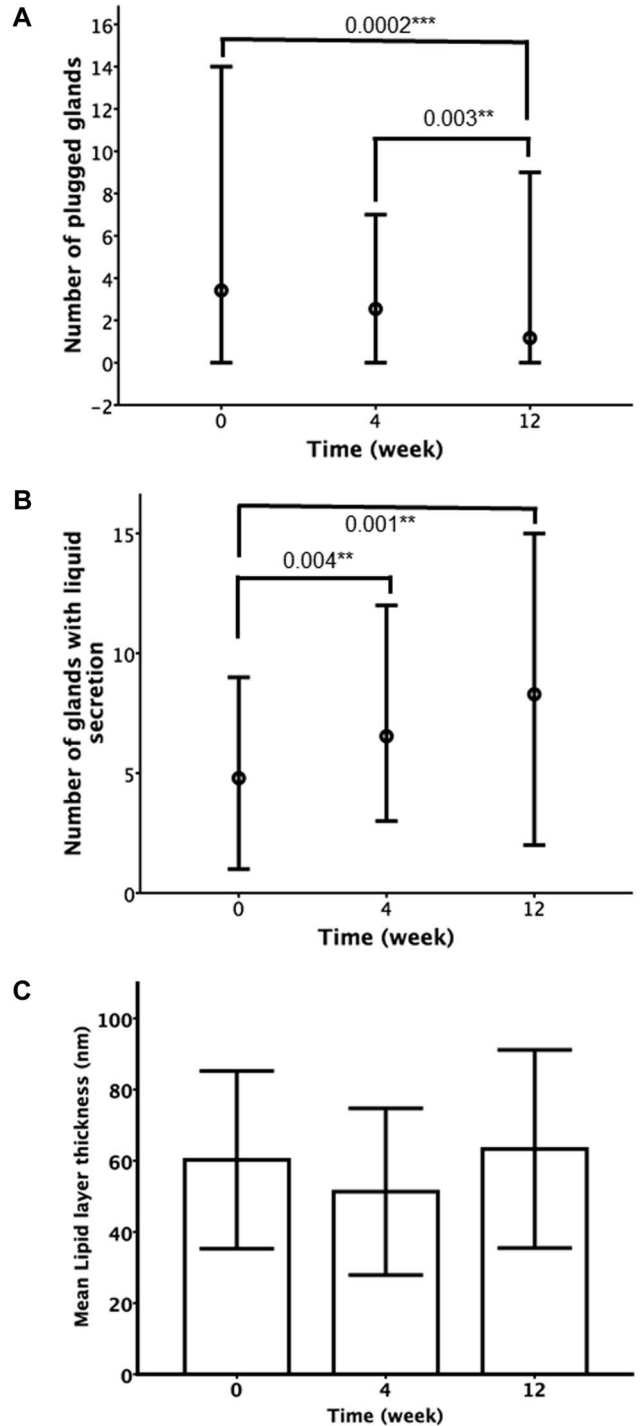 A
16
0.0002***
14
12
0.003**
10
8
6
4
2
0
−2
Number of plugged glands
0 4 12
Time (week)
B
15
0.001**
0.004**
10
5
0
Number of glands with liquid
secretion
0 4 12
Time (week)
C
100
80
60
40
20
0
Mean Lipid layer thickness (nm)
0 4 12
Time (week)